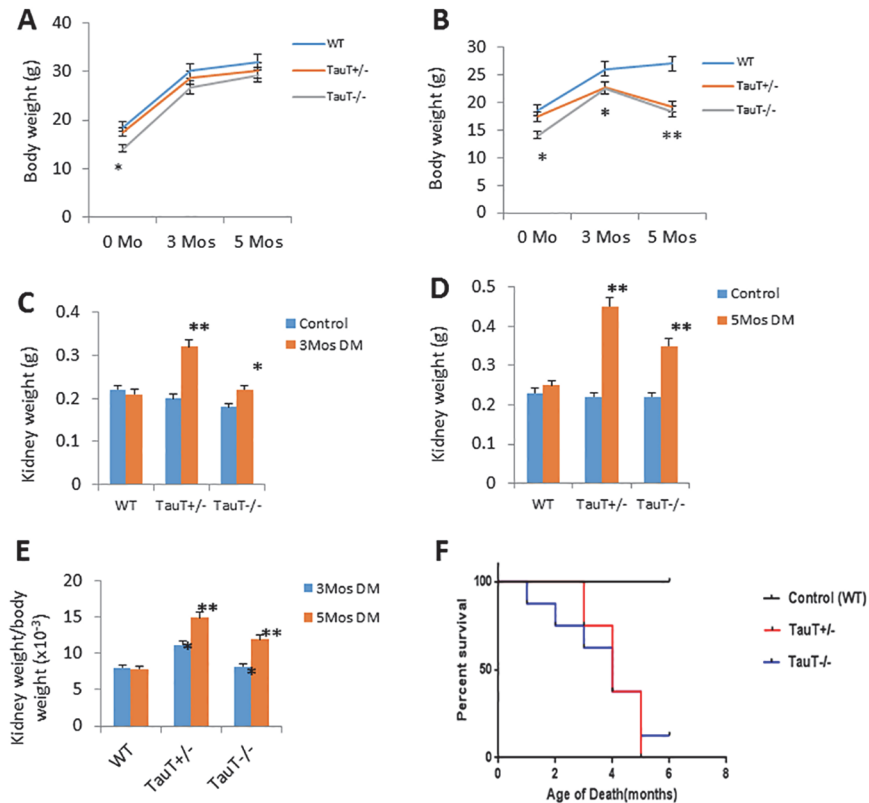 A
Body weight (g)
40
30
20
10
0
*
0 Mo 3 Mos 5 Mos
WT
TauT+/-
TauT-/-
B
Body weight (g)
30
25
20
15
10
5
0
*
*
**
0 Mo 3 Mos 5 Mos
WT
TauT+/-
TauT-/-
C
Kidney weight (g)
0.4
0.3
0.2
0.1
0
**
*
WT TauT+/- TauT-/-
Control
3Mos DM
D
Kidney weight (g)
0.5
0.4
0.3
0.2
0.1
0
**
**
WT TauT+/- TauT-/-
Control
5Mos DM
E
Kidney weight/body
weight (x10-3)
20
15
10
5
0
*
**
*
**
WT TauT+/- TauT-/-
3Mos DM
5Mos DM
F
Percent survival
100
50
0
0 2 4 6 8
Age of Death(months)
Control (WT)
TauT+/-
TauT-/-